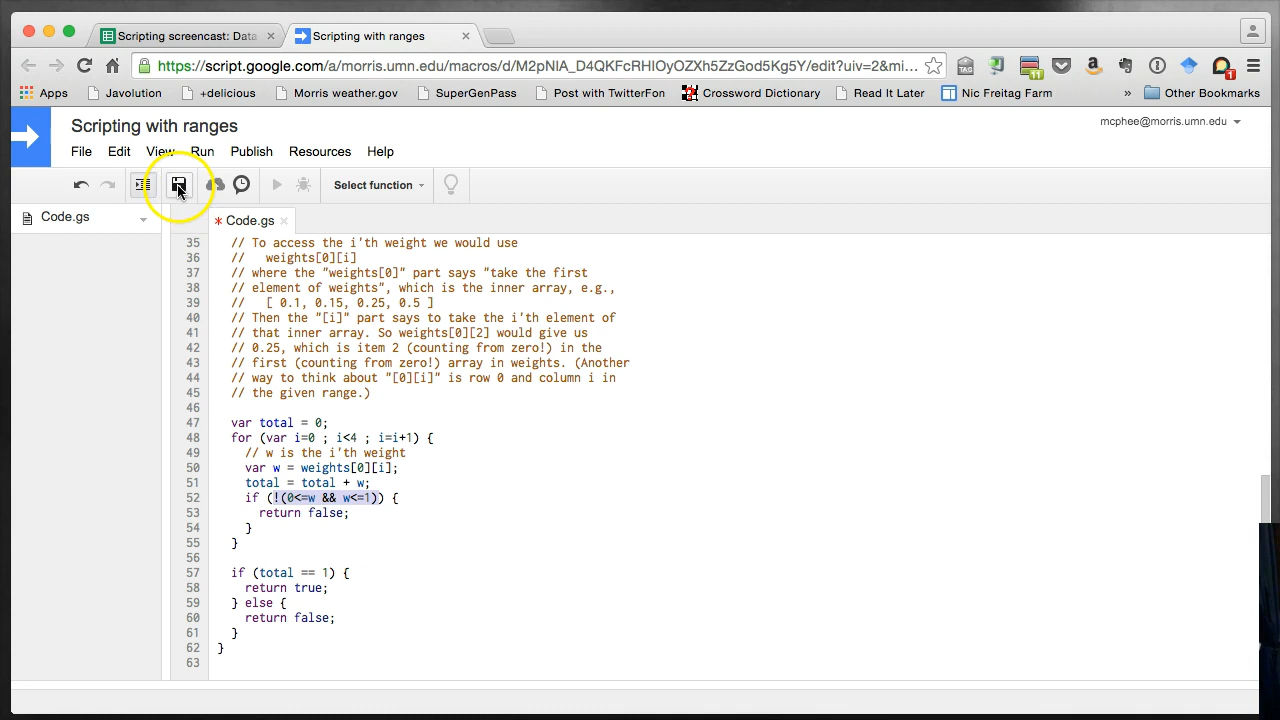 Scripting screencast: Data
Scripting with ranges
https://script.google.com/a/morris.umn.edu/macros/d/M2pNIA_D4QKFcRHIOyOZXh5ZzGod5Kg5Y/edit?uiv=2&mi...
11
1
Apps
Javolution
+delicious
Morris weather.gov
SuperGenPass
Post with TwitterFon
Crossword Dictionary
Read It Later
Nic Freitag Farm
»
Other Bookmarks
Scripting with ranges
mcphee@morris.umn.edu
File Edit View Run Publish Resources Help
Select function
Code.gs
* Code.gs
35 // To access the i'th weight we would use
36 // weights[0][i]
37 // where the "weights[0]" part says "take the first
38 // element of weights", which is the inner array, e.g.,
39 // [ 0.1, 0.15, 0.25, 0.5 ]
40 // Then the "[i]" part says to take the i'th element of
41 // that inner array. So weights[0][2] would give us
42 // 0.25, which is item 2 (counting from zero!) in the
43 // first (counting from zero!) array in weights. (Another
44 // way to think about "[0][i]" is row 0 and column i in
45 // the given range.)
46
47 var total = 0;
48 for (var i=0 ; i<4 ; i=i+1) {
49 // w is the i'th weight
50 var w = weights[0][i];
51 total = total + w;
52 if (!(0<=w && w<=1)) {
53 return false;
54 }
55 }
56
57 if (total == 1) {
58 return true;
59 } else {
60 return false;
61 }
62 }
63